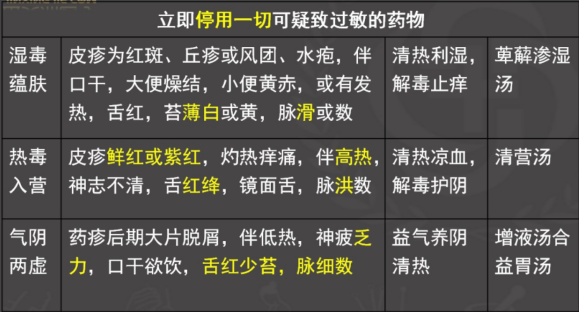 立即停用一切可疑致过敏的药物
湿毒
蕴肤
皮疹为红斑、丘疹或风团、水疱，伴
口干，大便燥结，小便黄赤，或有发
热，舌红，苔薄白或黄，脉滑或数
清热利湿，
解毒止痒
萆薢渗湿
汤
热毒
入营
皮疹鲜红或紫红，灼热痒痛，伴高热，
神志不清，舌红绛，镜面舌，脉洪数
清热凉血，
解毒护阴
清营汤
气阴
两虚
药疹后期大片脱屑，伴低热，神疲乏
力，口干欲饮，舌红少苔，脉细数
益气养阴
清热
增液汤合
益胃汤